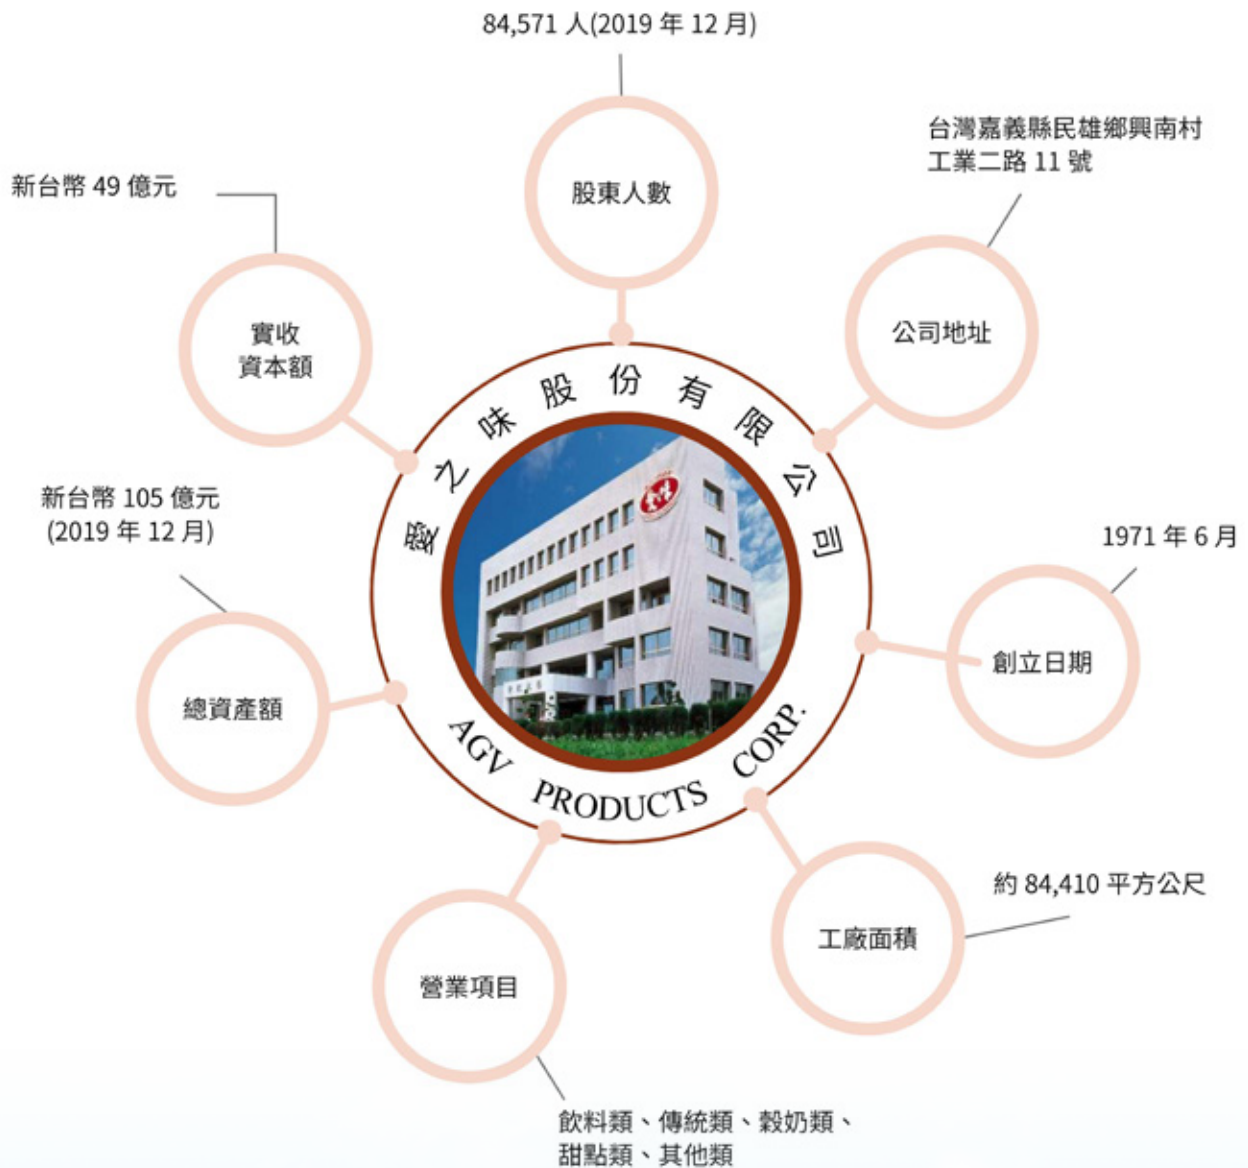 84,571 人(2019 年 12 月)
股東人數
台灣嘉義縣民雄鄉興南村
工業二路 11 號
公司地址
新台幣 49 億元
實收
資本額
愛之味股份有限公司
AGV PRODUCTS CORP.
愛之味
新台幣 105 億元
(2019 年 12 月)
總資產額
1971 年 6 月
創立日期
約 84,410 平方公尺
工廠面積
營業項目
飲料類、傳統類、穀奶類、
甜點類、其他類